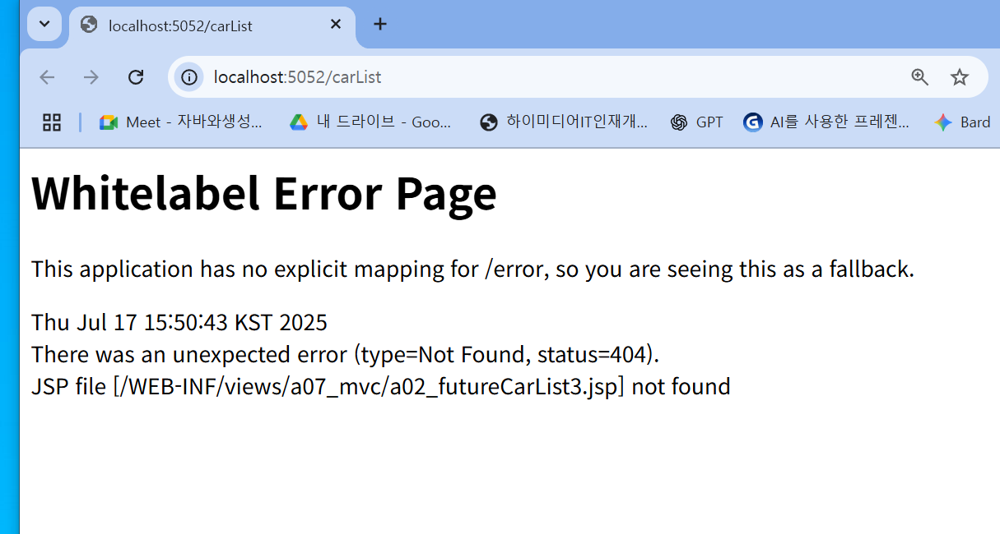 localhost:5052/carList
localhost:5052/carList
Meet - 자바와생성... 내 드라이브 - Goo... 하이미디어IT인재개... GPT AI를 사용한 프레젠... Bard
Whitelabel Error Page
This application has no explicit mapping for /error, so you are seeing this as a fallback.
Thu Jul 17 15:50:43 KST 2025
There was an unexpected error (type=Not Found, status=404).
JSP file [/WEB-INF/views/a07_mvc/a02_futureCarList3.jsp] not found